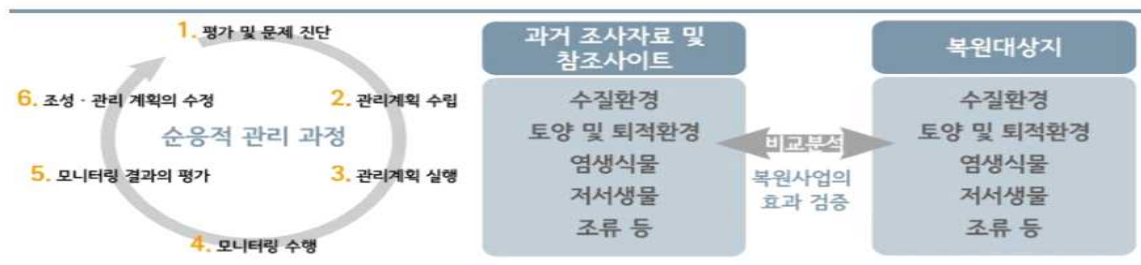 1. 평가 및 문제 진단
2. 관리계획 수립
3. 관리계획 실행
4. 모니터링 수행
5. 모니터링 결과의 평가
6. 조성 · 관리 계획의 수정
순응적 관리 과정
과거 조사자료 및
참조사이트
수질환경
토양 및 퇴적환경
염생식물
저서생물
조류 등
비교분석
복원사업의
효과 검증
복원대상지
수질환경
토양 및 퇴적환경
염생식물
저서생물
조류 등